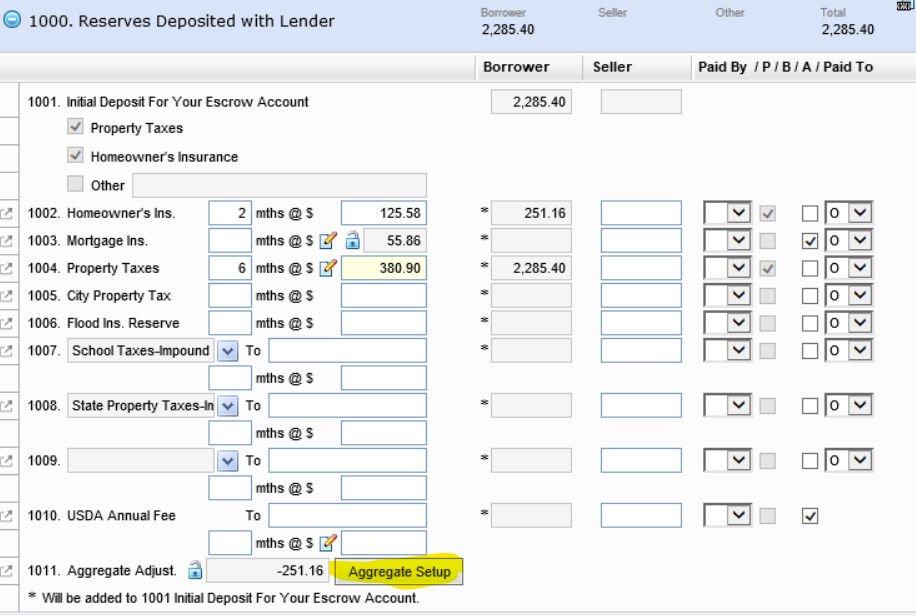 1000. Reserves Deposited with Lender
Borrower Seller Other Total
2,285.40 2,285.40
Borrower Seller Paid By / P / B / A / Paid To
1001. Initial Deposit For Your Escrow Account 2,285.40
Property Taxes
Homeowner's Insurance
Other
1002. Homeowner's Ins. 2 mths @ $ 125.58 * 251.16 O
1003. Mortgage Ins. mths @ $ 55.86 * O
1004. Property Taxes 6 mths @ $ 380.90 * 2,285.40 O
1005. City Property Tax mths @ $ * O
1006. Flood Ins. Reserve mths @ $ * O
1007. School Taxes-Impound To * O
mths @ $
1008. State Property Taxes-In To * O
mths @ $
1009. To * O
mths @ $
1010. USDA Annual Fee To *
mths @ $
1011. Aggregate Adjust. -251.16 Aggregate Setup
* Will be added to 1001 Initial Deposit For Your Escrow Account.